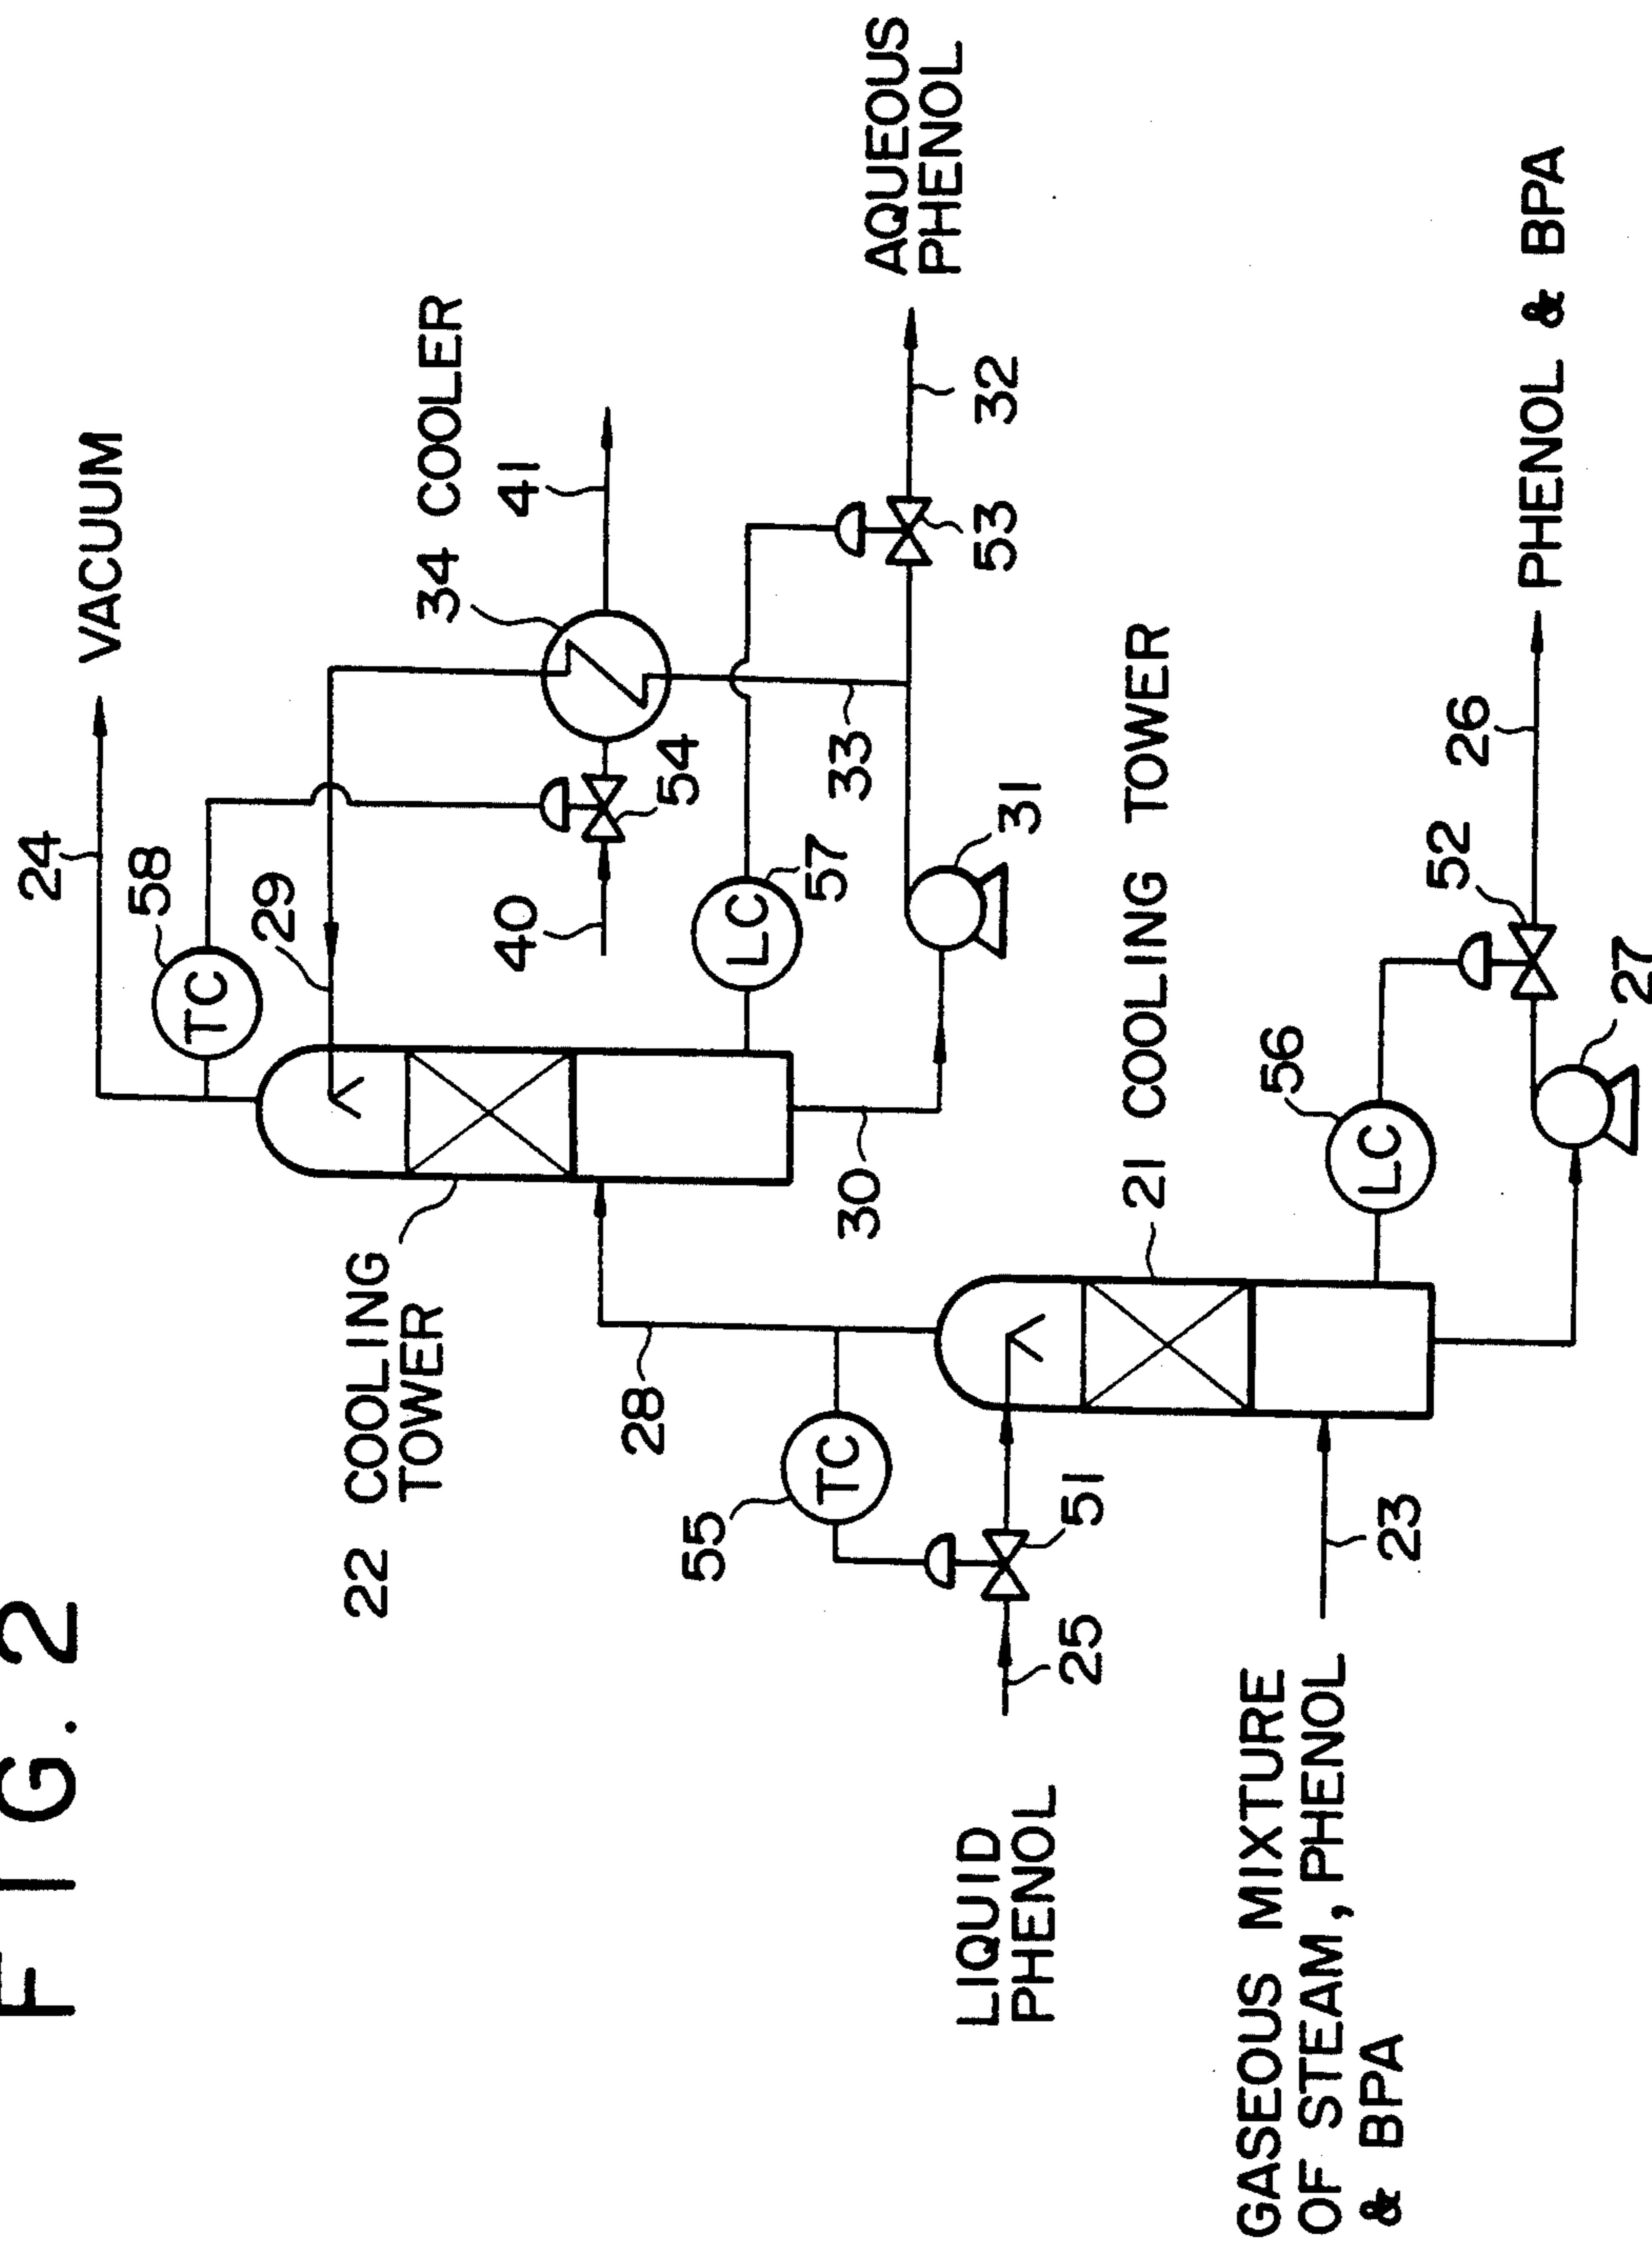 FIG. 2
VACUUM
24
58
TC
29
34 COOLER
41
40
54
22 COOLING
TOWER
LC
57
33
53
AQUEOUS
PHENOL
32
31
30
28
55
TC
51
25
LIQUID
PHENOL
21 COOLING TOWER
56
LC
52
26
PHENOL & BPA
27
23
GASEOUS MIXTURE
OF STEAM, PHENOL
& BPA